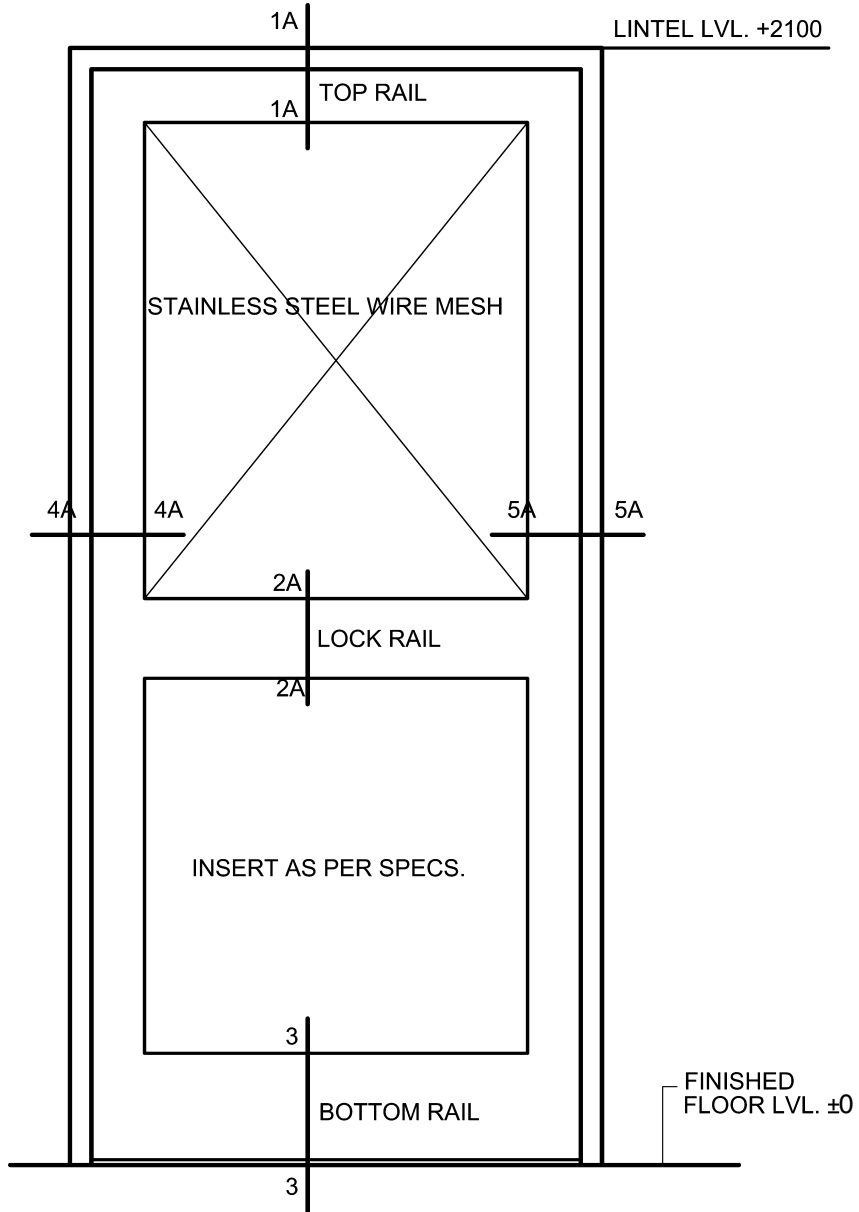 1A
LINTEL LVL. +2100
TOP RAIL
1A
STAINLESS STEEL WIRE MESH
4A
4A
5A
5A
2A
LOCK RAIL
2A
INSERT AS PER SPECS.
3
FINISHED
FLOOR LVL. ±0
BOTTOM RAIL
3